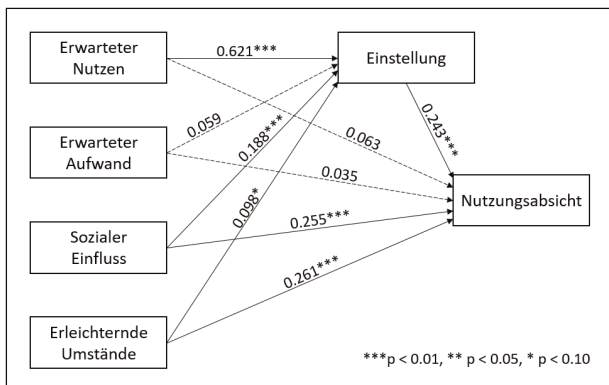 Erwarteter
Nutzen
0.621***
Einstellung
0.059
0.188***
0.063
0.243***
Erwarteter
Aufwand
0.098*
0.035
Nutzungsabsicht
Sozialer
Einfluss
0.255***
0.261***
Erleichternde
Umstände
***p < 0.01, ** p < 0.05, * p < 0.10